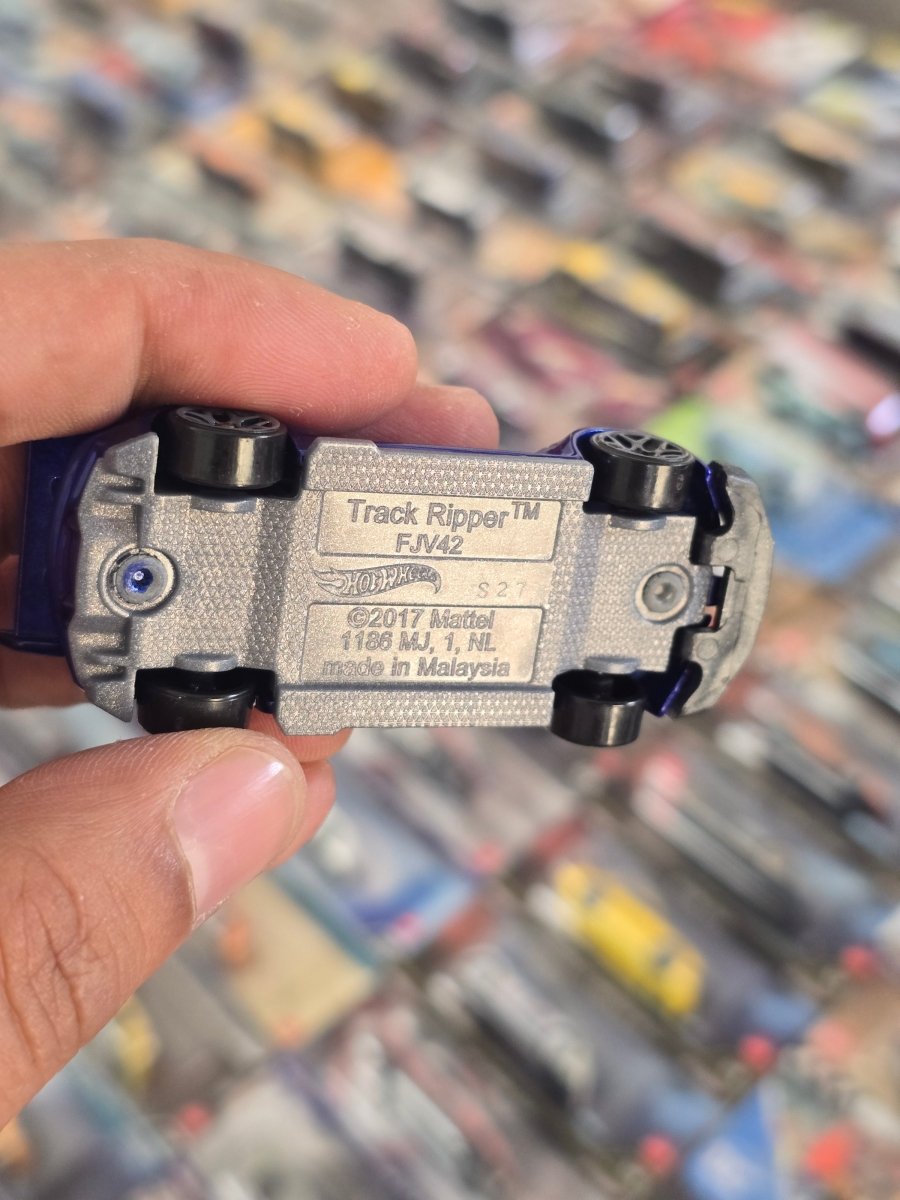 Track Ripper™
FJV42
HOT WHEELS S27
©2017 Mattel
1186 MJ, 1, NL
made in Malaysia